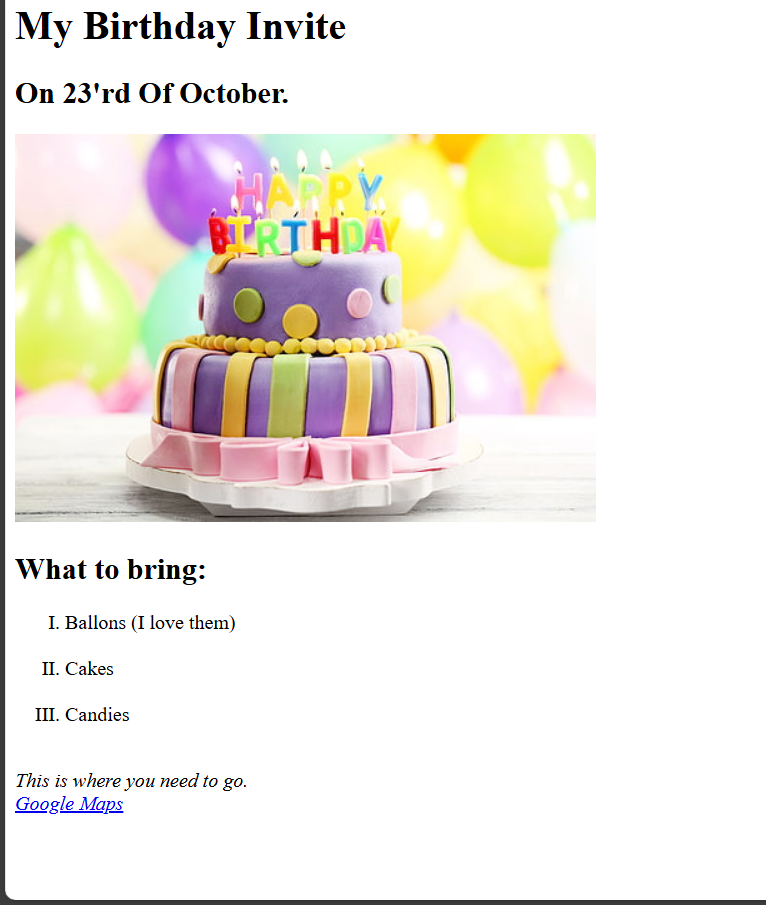 My Birthday Invite
On 23'rd Of October.
HAPPY
BIRTHDAY
What to bring:
I. Ballons (I love them)
II. Cakes
III. Candies
This is where you need to go.
Google Maps